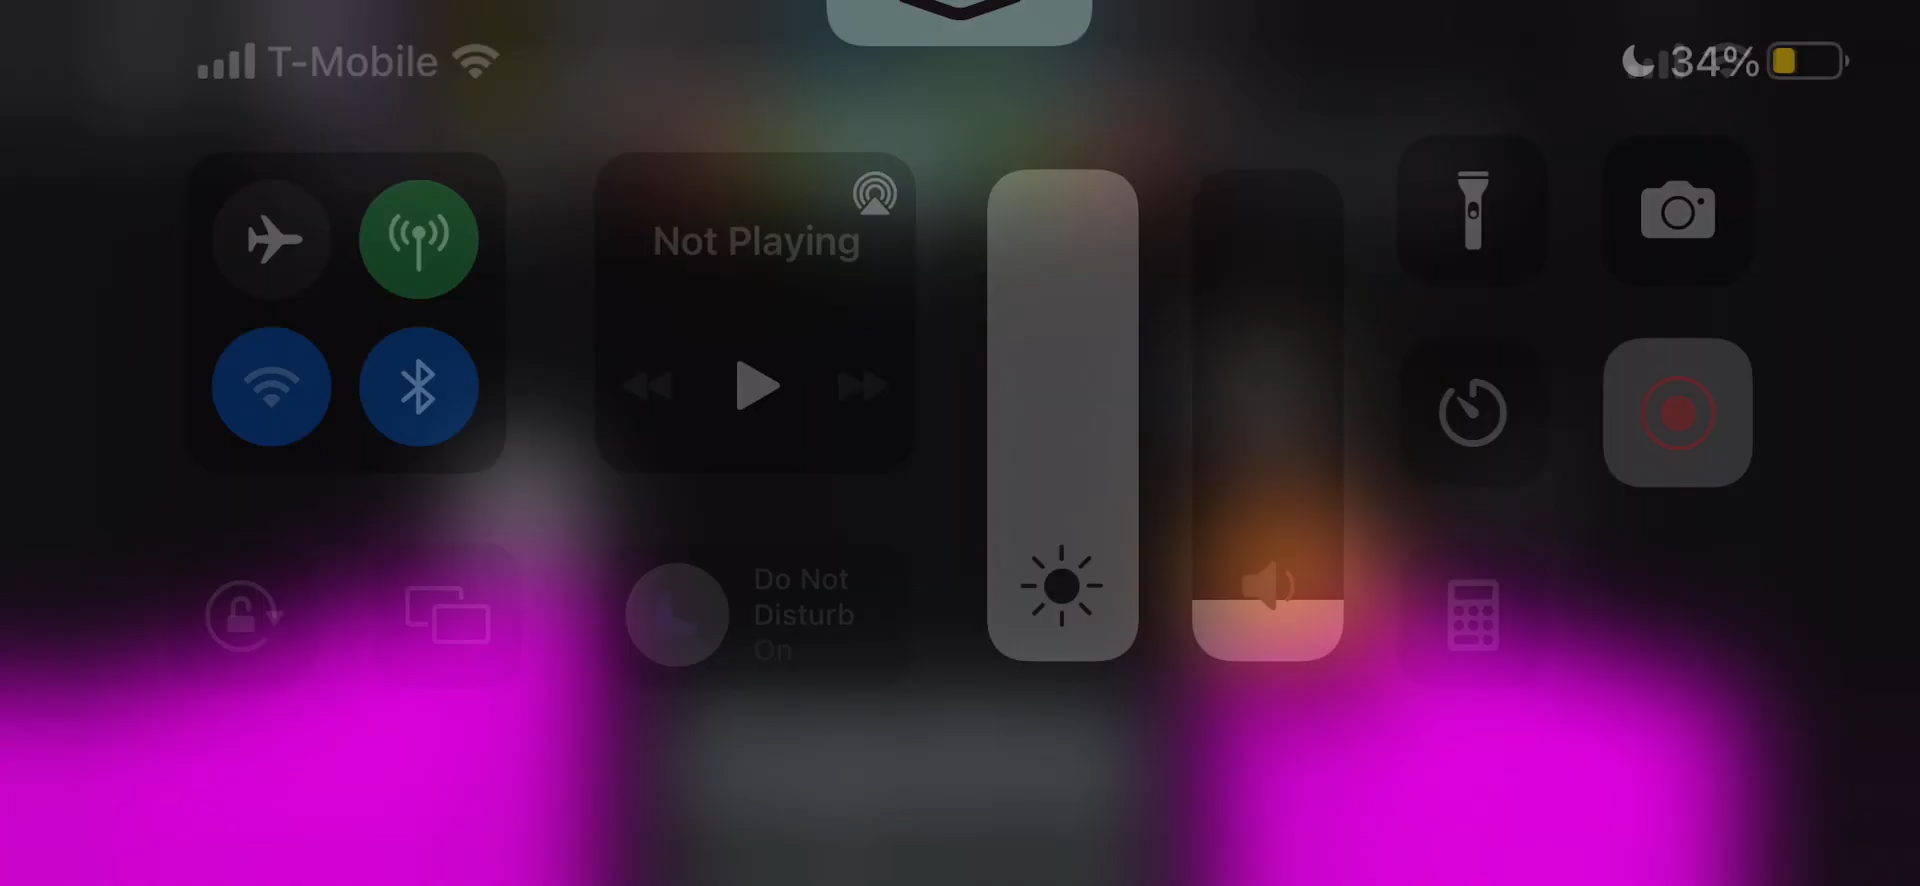 T-Mobile
34%
Not Playing
Do Not
Disturb
On